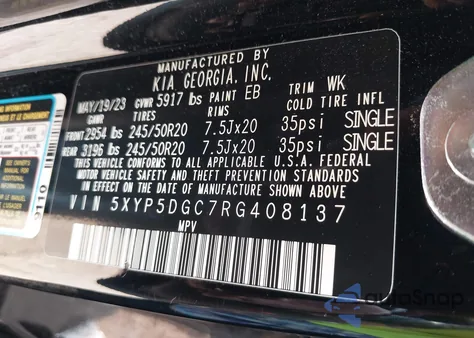 MANUFACTURED BY
KIA GEORGIA, INC.
MAY/19/23 GVWR 5917 lbs PAINT EB TRIM WK
GAWR TIRES RIMS COLD TIRE INFL
FRONT 2954 lbs 245/50R20 7.5Jx20 35psi SINGLE
REAR 3196 lbs 245/50R20 7.5Jx20 35psi SINGLE
THIS VEHICLE CONFORMS TO ALL APPLICABLE U.S.A. FEDERAL
MOTOR VEHICLE SAFETY AND THEFT PREVENTION STANDARDS
IN EFFECT ON THE DATE OF MANUFACTURE SHOWN ABOVE
VIN 5XYP5DGC7RG408137
MPV
9110
autoSnap